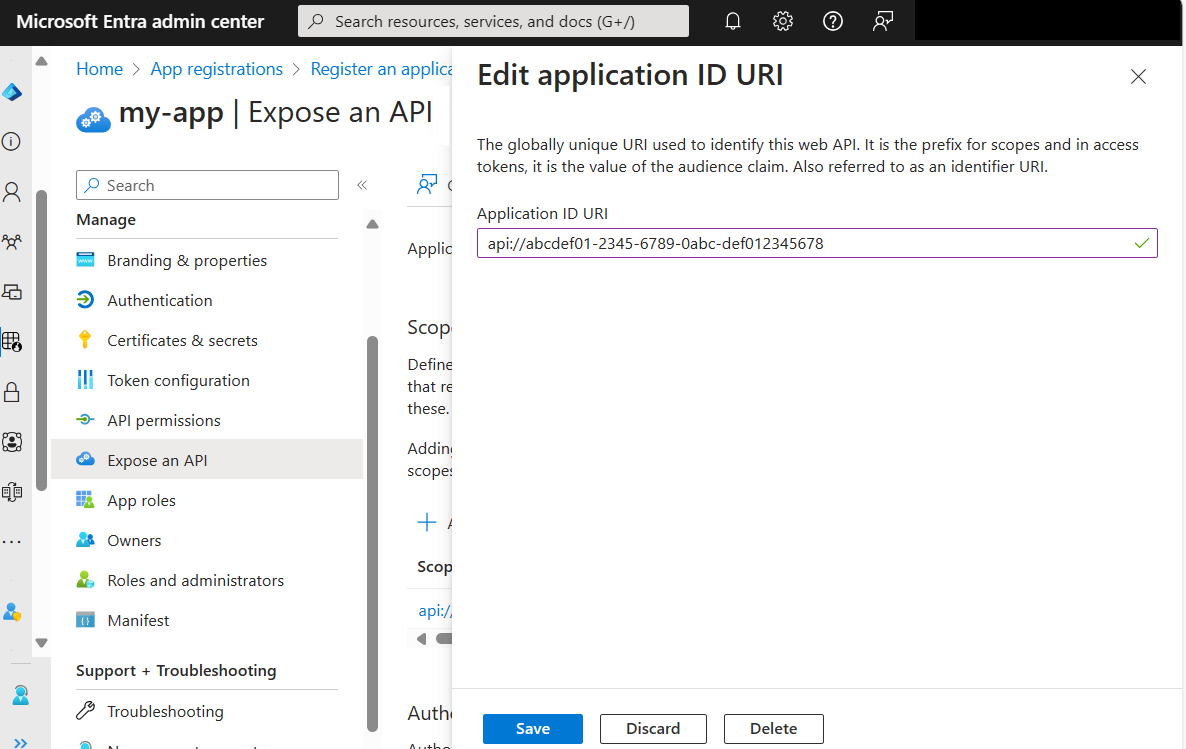 Microsoft Entra admin center
Search resources, services, and docs (G+/)
Home > App registrations > Register an applica
my-app | Expose an API
Search
Manage
Branding & properties
Authentication
Certificates & secrets
Token configuration
API permissions
Expose an API
App roles
Owners
Roles and administrators
Manifest
Support + Troubleshooting
Troubleshooting
Applic
Scop
Define
that re
these.
Adding
scopes
Scop
api://
Autho
Edit application ID URI
The globally unique URI used to identify this web API. It is the prefix for scopes and in access
tokens, it is the value of the audience claim. Also referred to as an identifier URI.
Application ID URI
api://abcdef01-2345-6789-0abc-def012345678
Save
Discard
Delete